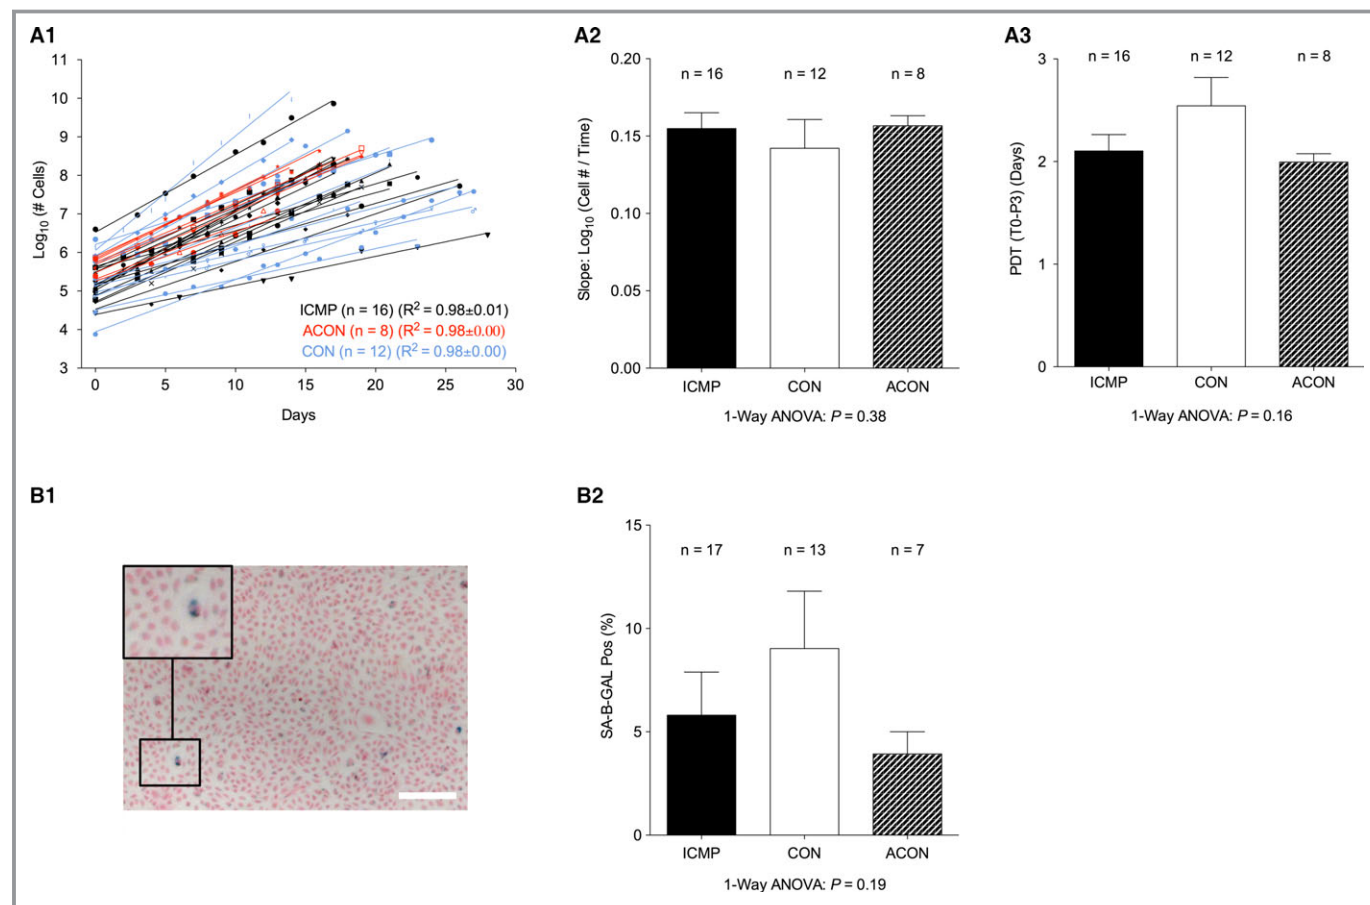 A1
11
10
9
8
7
6
5
4
3
Log10 (# Cells)
0 5 10 15 20 25 30
Days
ICMP (n = 16) (R2 = 0.98±0.01)
ACON (n = 8) (R2 = 0.98±0.00)
CON (n = 12) (R2 = 0.98±0.00)
A2
0.20
0.15
0.10
0.05
0.00
Slope: Log10 (Cell # / Time)
n = 16 n = 12 n = 8
ICMP CON ACON
1-Way ANOVA: P = 0.38
A3
3
2
1
0
PDT (T0-P3) (Days)
n = 16 n = 12 n = 8
ICMP CON ACON
1-Way ANOVA: P = 0.16
B1
B2
15
10
5
0
SA-B-GAL Pos (%)
n = 17 n = 13 n = 7
ICMP CON ACON
1-Way ANOVA: P = 0.19